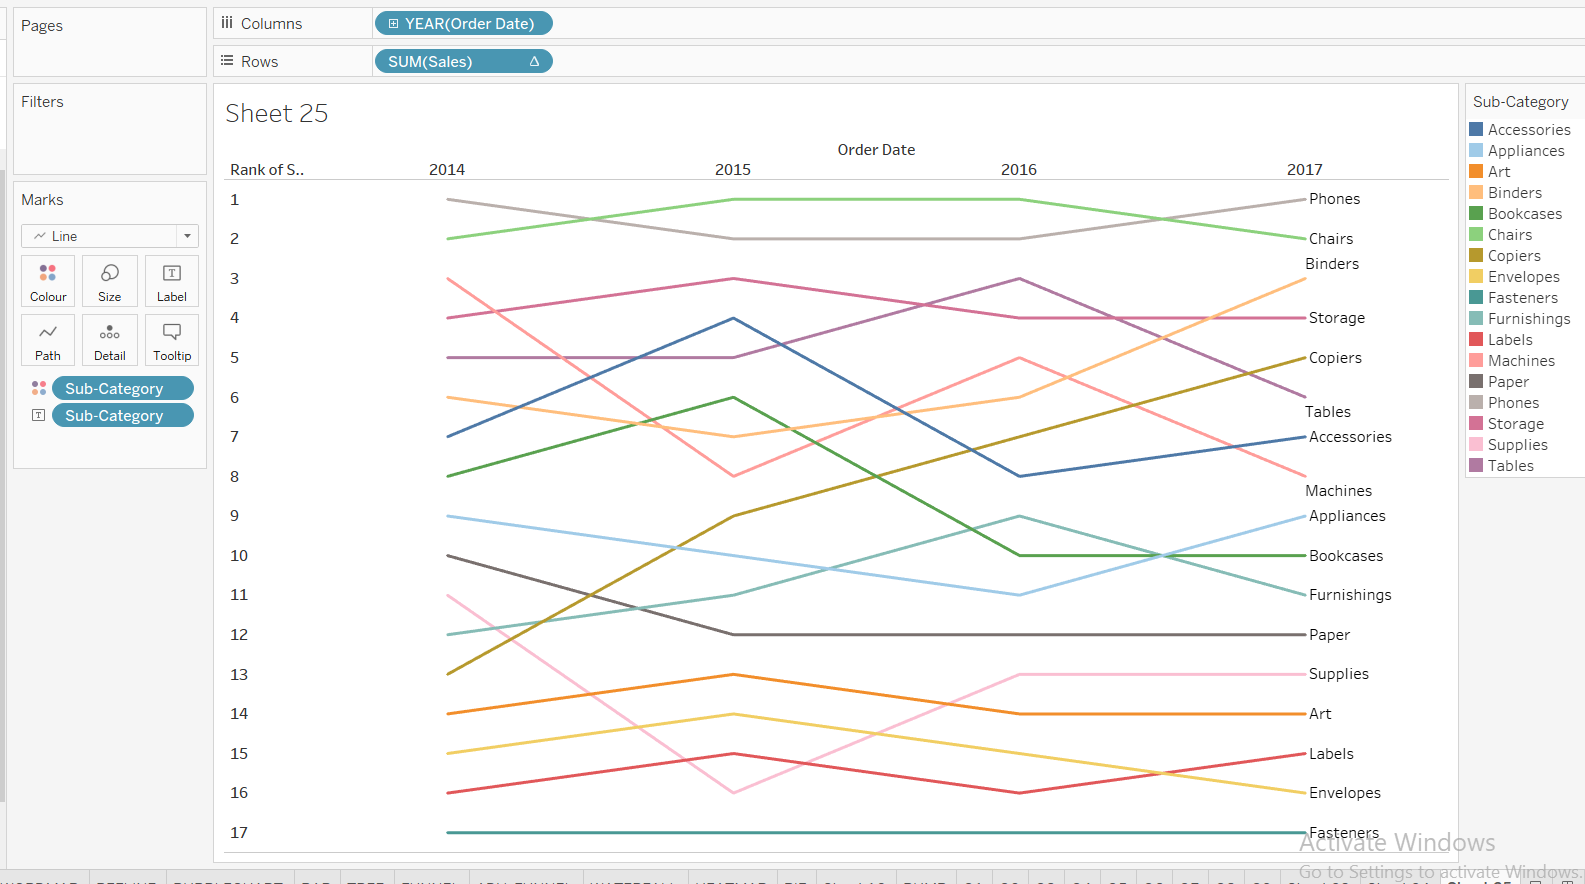 Pages
Columns
YEAR(Order Date)
Rows
SUM(Sales)
Filters
Marks
Line
Colour
Size
Label
Path
Detail
Tooltip
Sub-Category
Sub-Category
Sheet 25
Order Date
Rank of S..
2014
2015
2016
2017
1
2
3
4
5
6
7
8
9
10
11
12
13
14
15
16
17
Phones
Chairs
Binders
Storage
Copiers
Tables
Accessories
Machines
Appliances
Bookcases
Furnishings
Paper
Supplies
Art
Labels
Envelopes
Fasteners
Sub-Category
Accessories
Appliances
Art
Binders
Bookcases
Chairs
Copiers
Envelopes
Fasteners
Furnishings
Labels
Machines
Paper
Phones
Storage
Supplies
Tables
Activate Windows
Go to Settings to activate Windows.